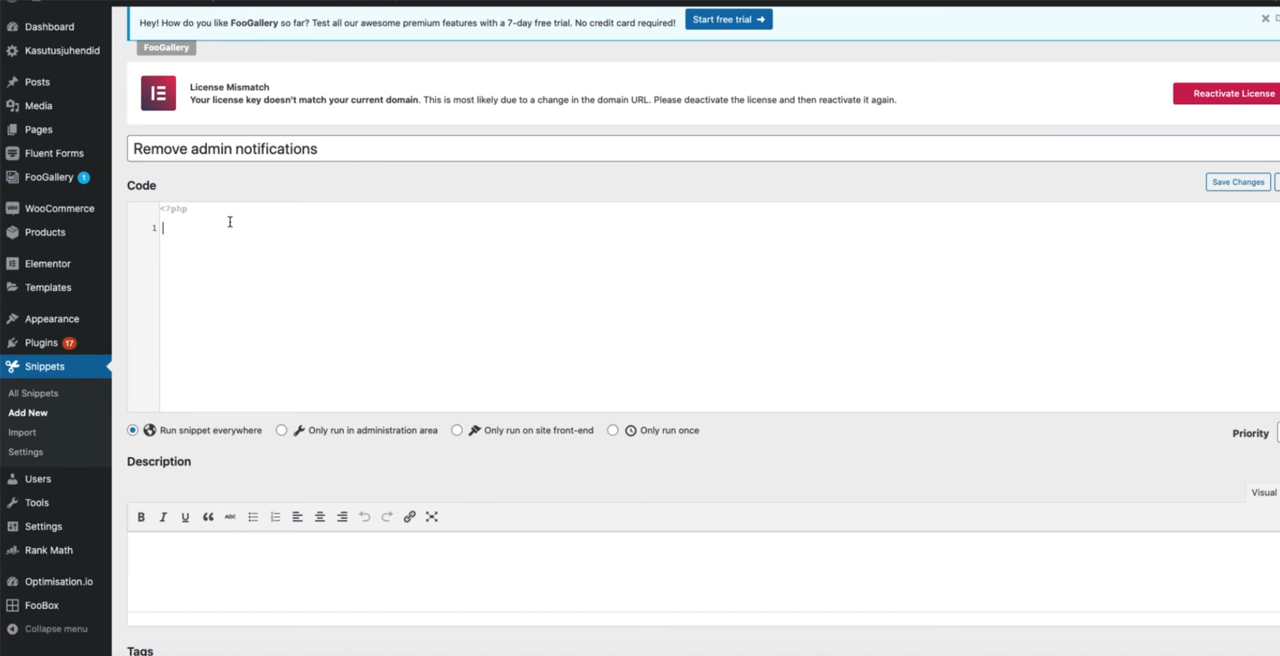 Dashboard
Kasutusjuhendid
Posts
Media
Pages
Fluent Forms
FooGallery 1
WooCommerce
Products
Elementor
Templates
Appearance
Plugins 17
Snippets
All Snippets
Add New
Import
Settings
Users
Tools
Settings
Rank Math
Optimisation.io
FooBox
Collapse menu
Hey! How do you like FooGallery so far? Test all our awesome premium features with a 7-day free trial. No credit card required!
Start free trial ➜
FooGallery
License Mismatch
Your license key doesn't match your current domain. This is most likely due to a change in the domain URL. Please deactivate the license and then reactivate it again.
Reactivate License
Remove admin notifications
Code
Save Changes
<?php
1
Run snippet everywhere
Only run in administration area
Only run on site front-end
Only run once
Priority
Description
Visual
B I U ABC
Tags